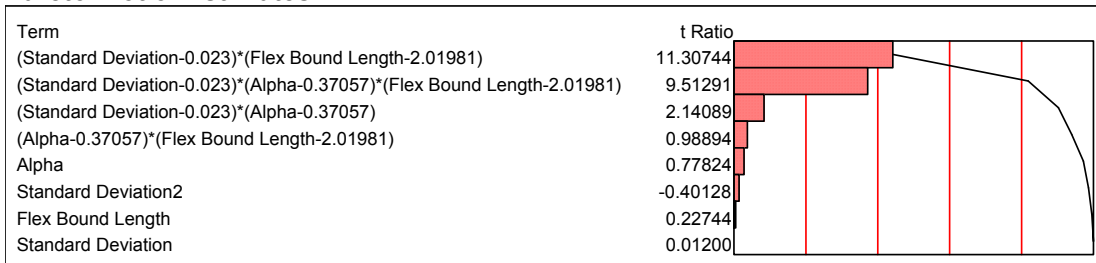 Term t Ratio
(Standard Deviation-0.023)*(Flex Bound Length-2.01981) 11.30744
(Standard Deviation-0.023)*(Alpha-0.37057)*(Flex Bound Length-2.01981) 9.51291
(Standard Deviation-0.023)*(Alpha-0.37057) 2.14089
(Alpha-0.37057)*(Flex Bound Length-2.01981) 0.98894
Alpha 0.77824
Standard Deviation2 -0.40128
Flex Bound Length 0.22744
Standard Deviation 0.01200